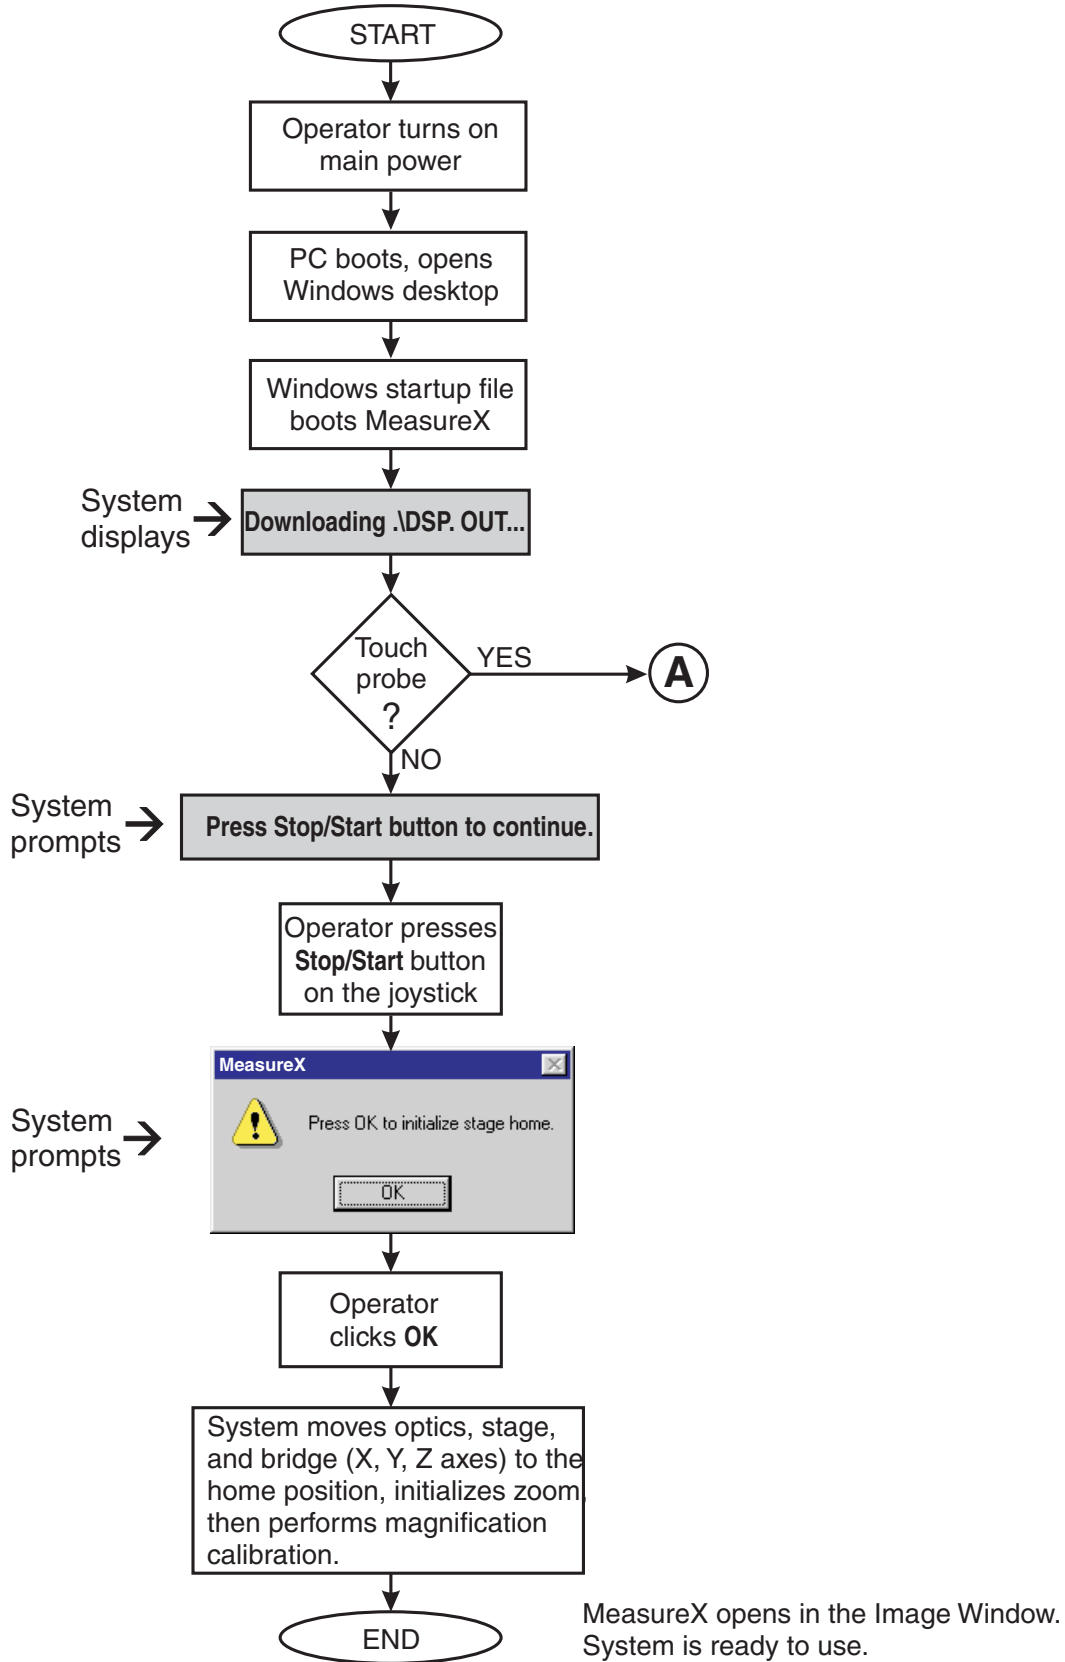 START
Operator turns on
main power
PC boots, opens
Windows desktop
Windows startup file
boots MeasureX
System
displays
Downloading .\DSP. OUT...
Touch
probe
?
YES
A
NO
System
prompts
Press Stop/Start button to continue.
Operator presses
Stop/Start button
on the joystick
MeasureX
System
prompts
Press OK to initialize stage home.
OK
Operator
clicks OK
System moves optics, stage,
and bridge (X, Y, Z axes) to the
home position, initializes zoom,
then performs magnification
calibration.
END
MeasureX opens in the Image Window.
System is ready to use.